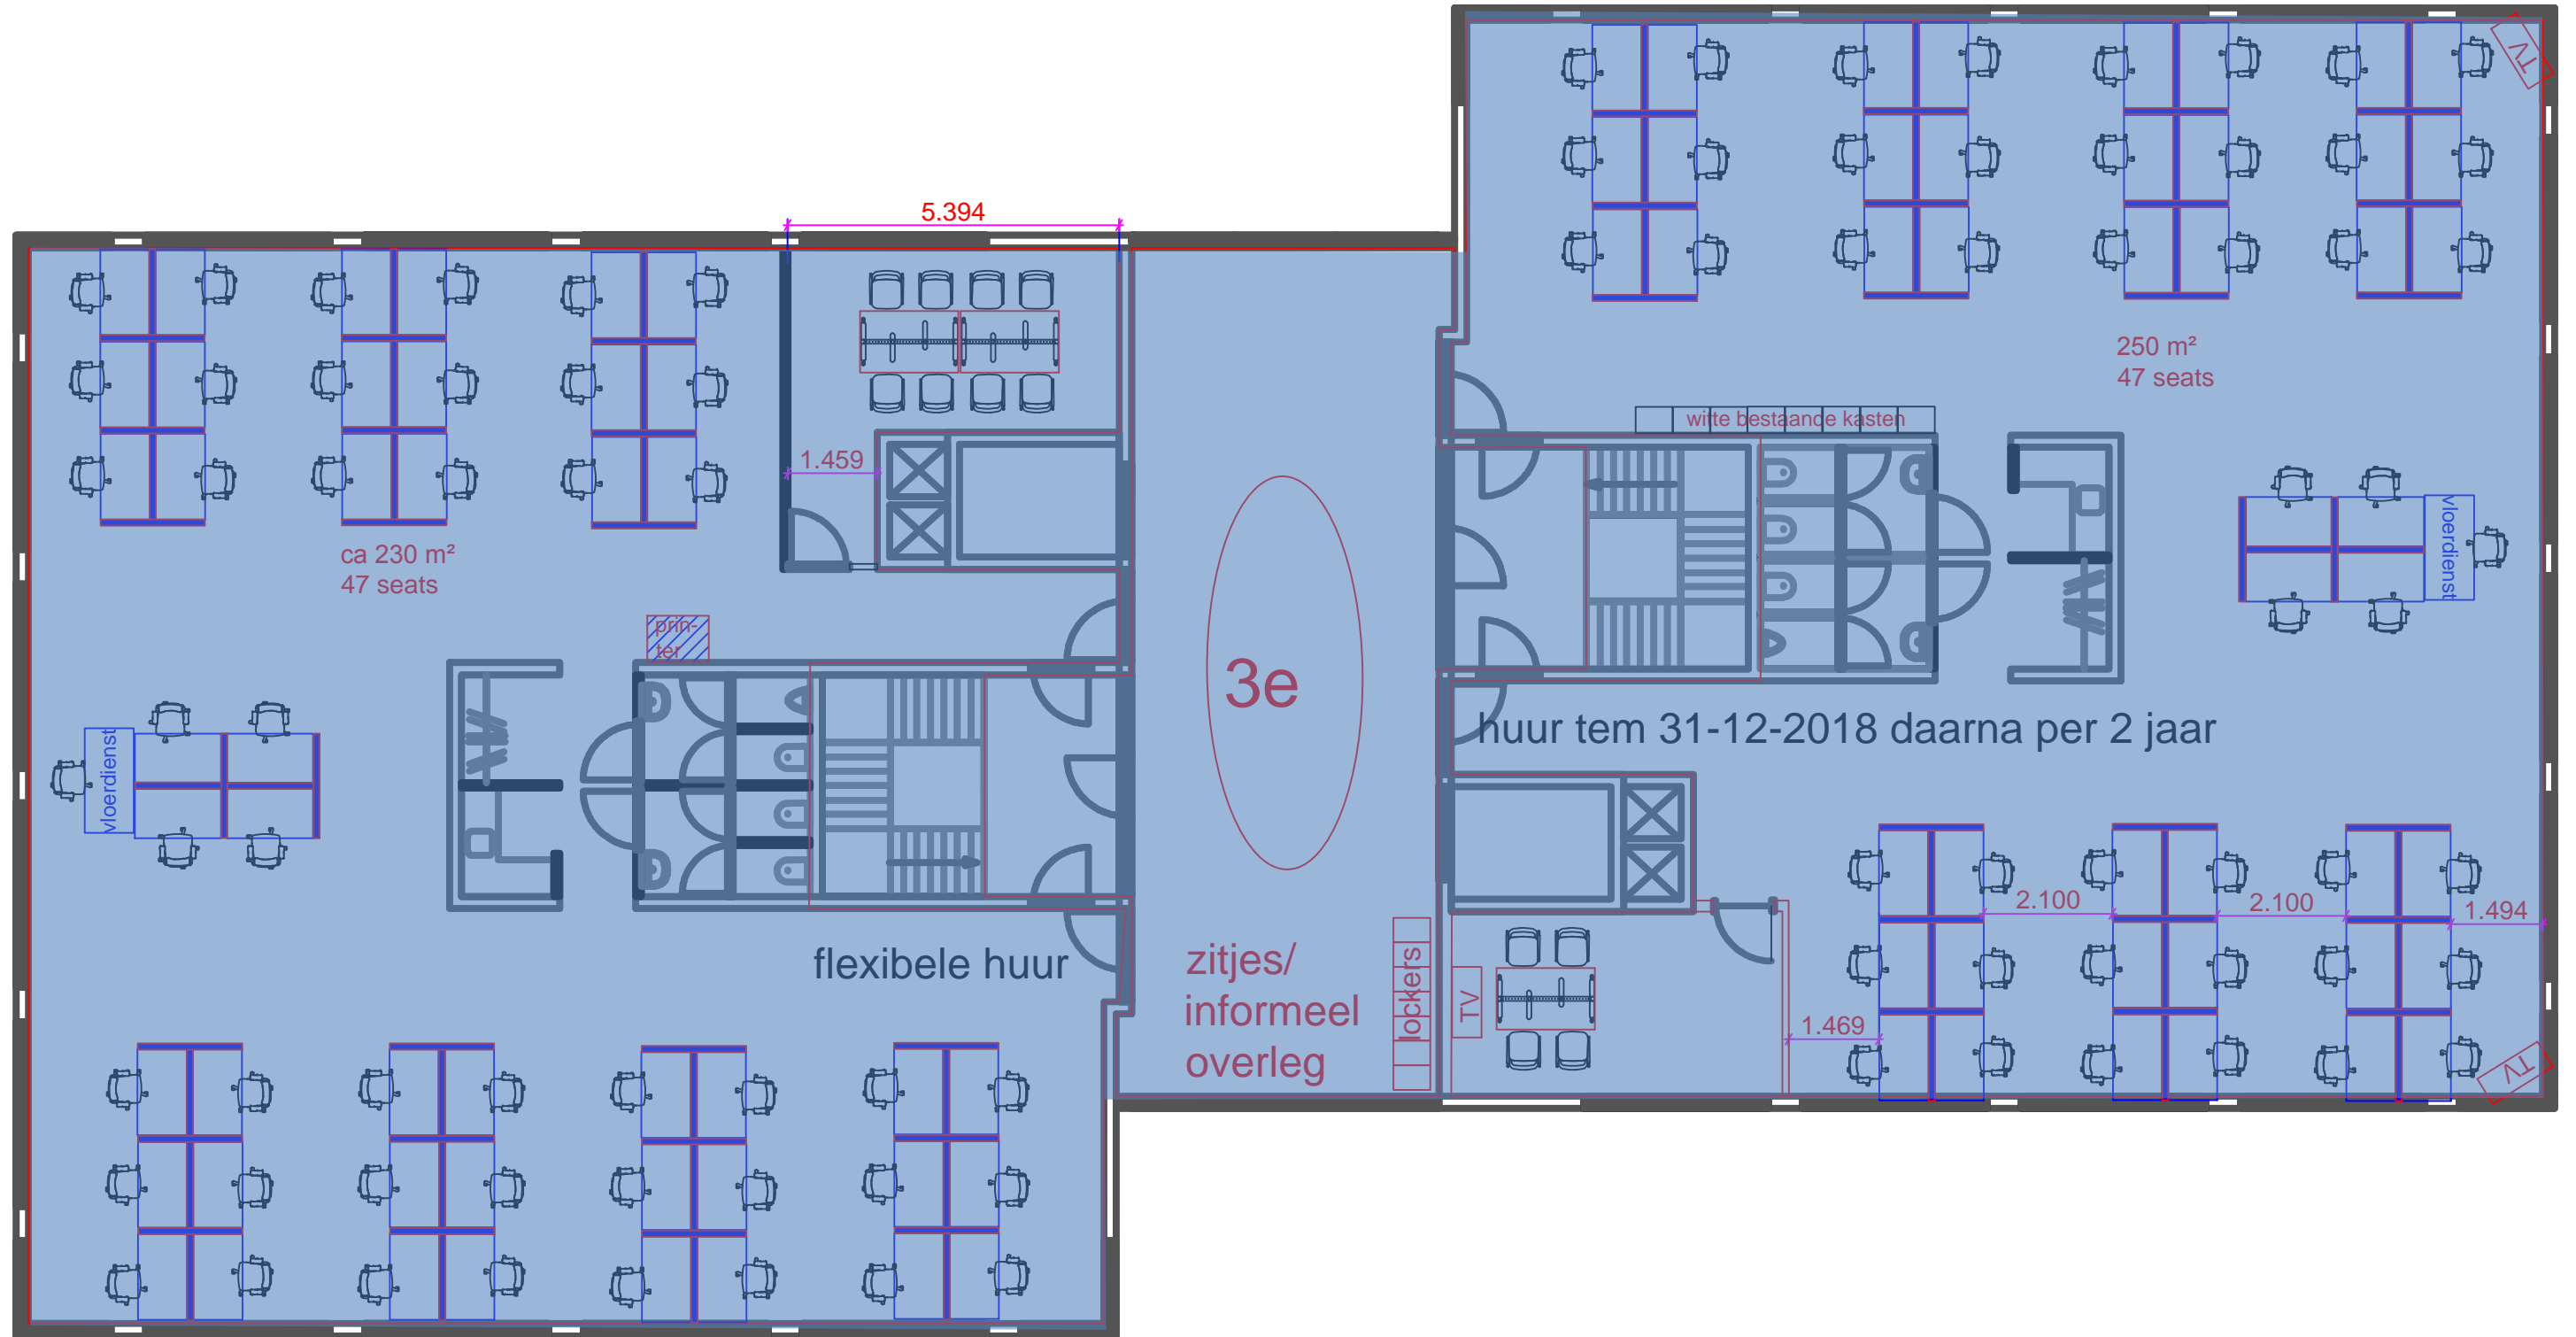 TV
5.394
250 m²
47 seats
witte bestaande kasten
1.459
vloerdienst
ca 230 m²
47 seats
prin-
ter
3e
huur tem 31-12-2018 daarna per 2 jaar
vloerdienst
2.100
2.100
1.494
flexibele huur
zitjes/
informeel
overleg
lockers
TV
1.469
TV